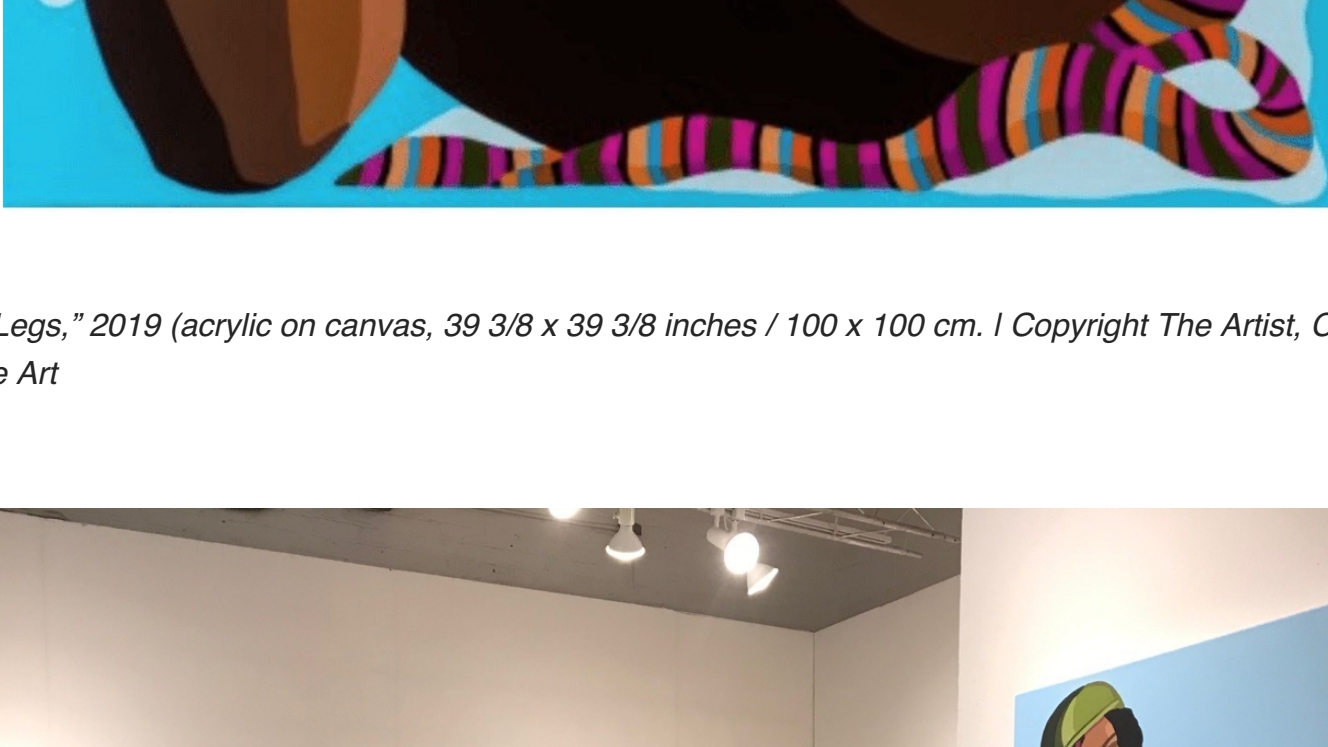 Legs,” 2019 (acrylic on canvas, 39 3/8 x 39 3/8 inches / 100 x 100 cm. | Copyright The Artist,
Art